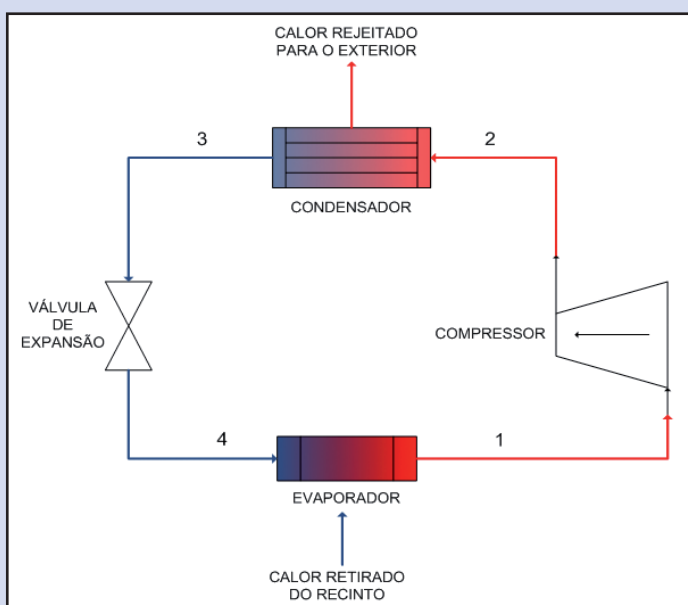 CALOR REJEITADO
PARA O EXTERIOR
3
2
CONDENSADOR
VÁLVULA
DE
EXPANSÃO
COMPRESSOR
4
1
EVAPORADOR
CALOR RETIRADO
DO RECINTO